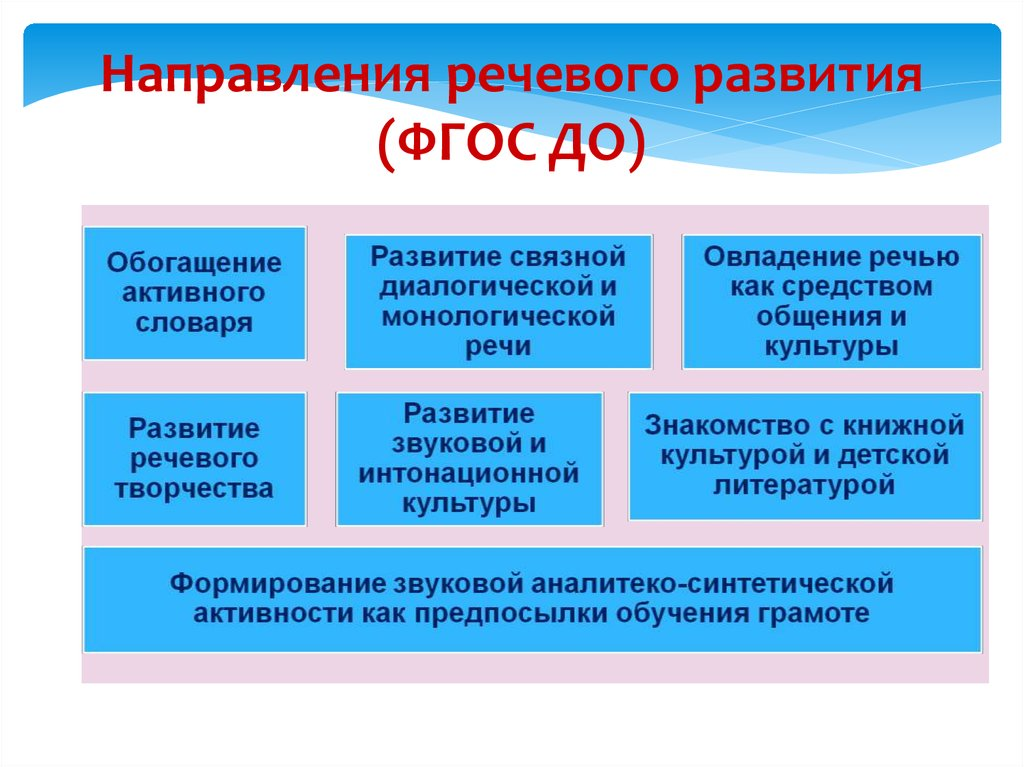 Направления речевого развития
(ФГОС ДО)
Обогащение
активного
словаря
Развитие связной
диалогической и
монологической
речи
Овладение речью
как средством
общения и
культуры
Развитие
речевого
творчества
Развитие
звуковой и
интонационной
культуры
Знакомство с книжной
культурой и детской
литературой
Формирование звуковой аналитеко-синтетической
активности как предпосылки обучения грамоте